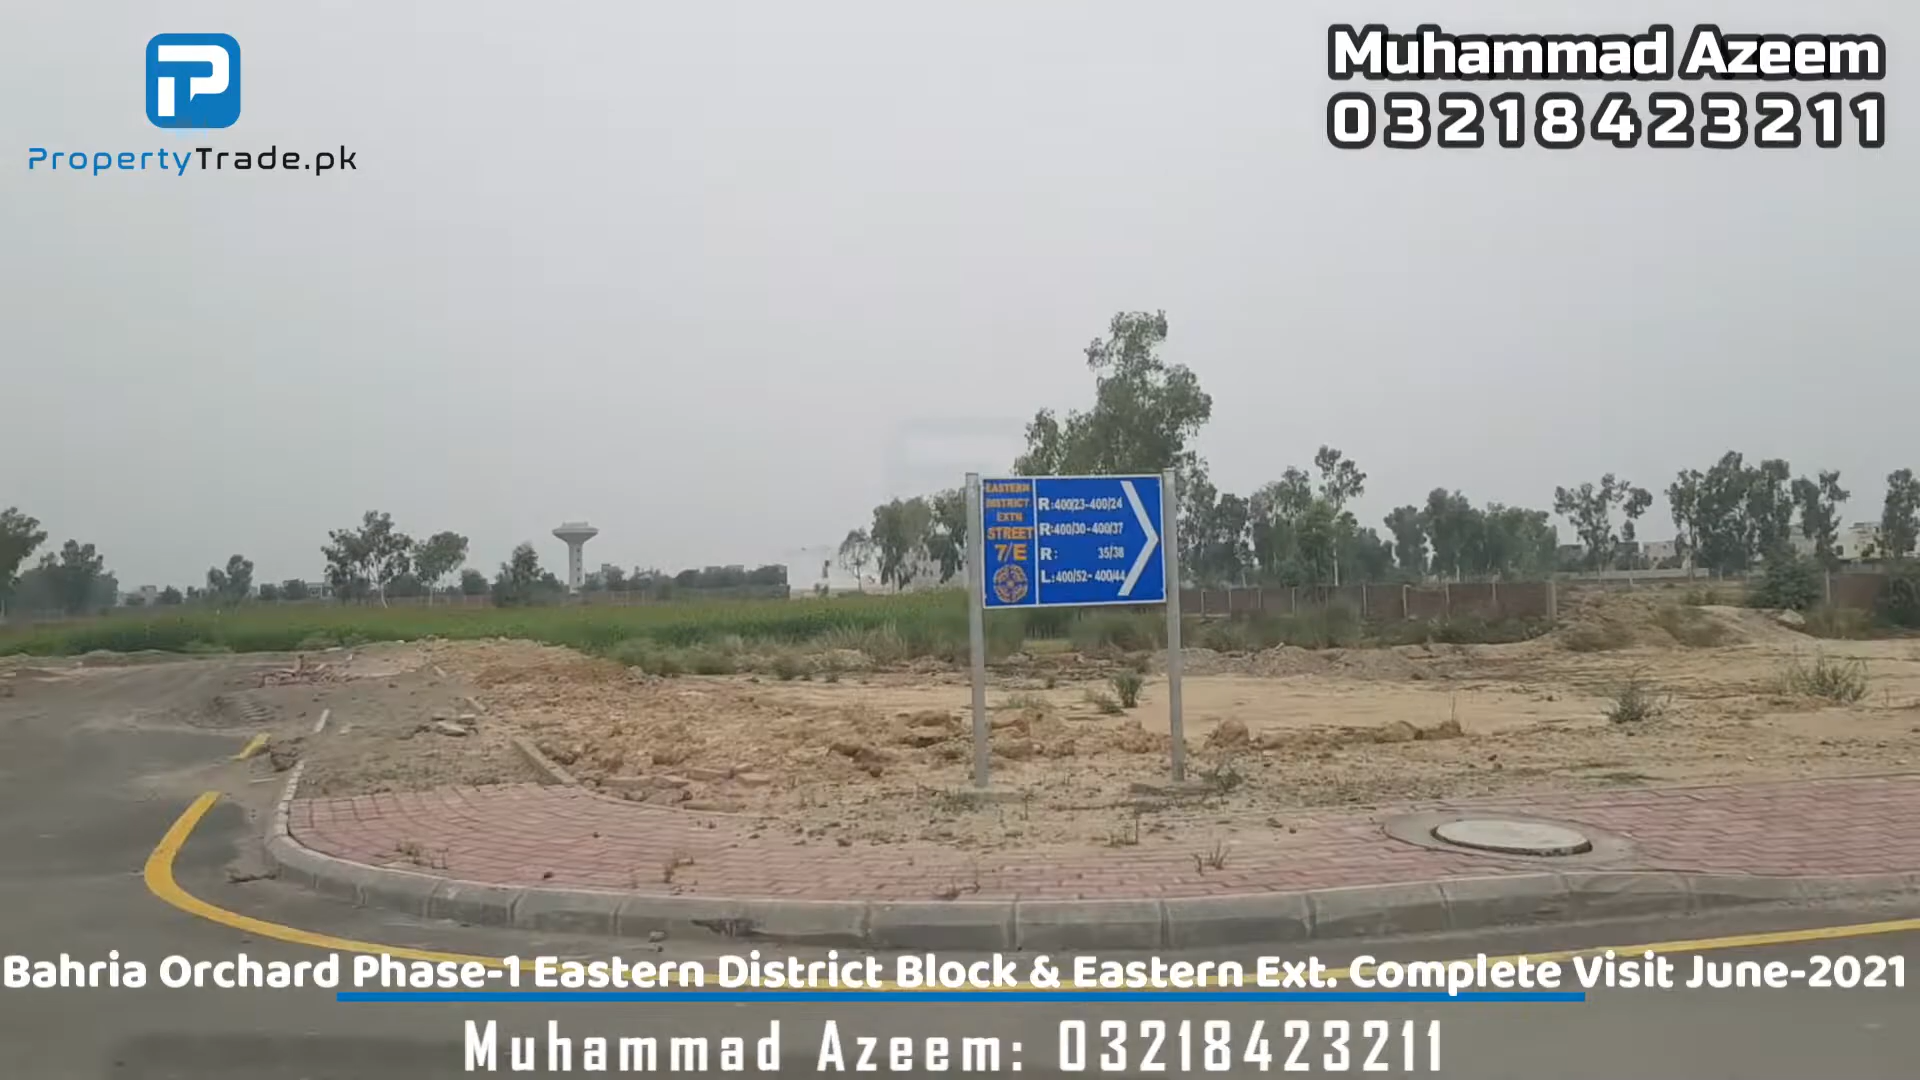 PropertyTrade.pk
Muhammad Azeem
03218423211
EASTERN
DISTRICT
EXTN
STREET
7/E
R:400/23-400/24
R:400/30-400/37
R: 35/38
L:400/52-400/44
Bahria Orchard Phase-1 Eastern District Block & Eastern Ext. Complete Visit June-2021
Muhammad Azeem: 03218423211